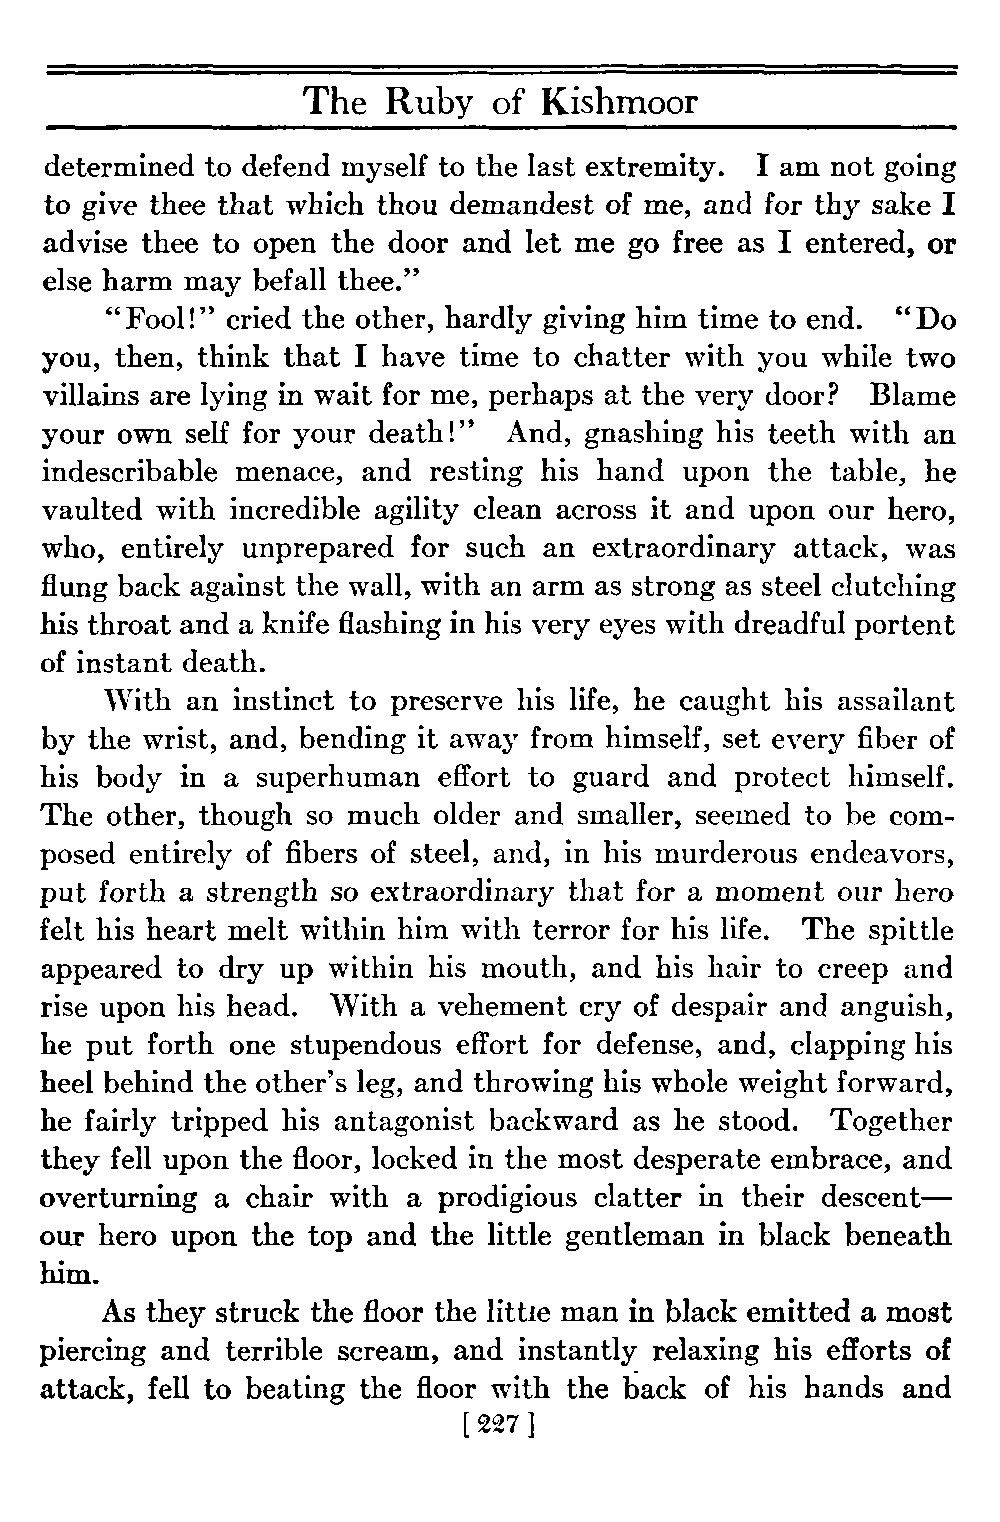 The Ruby of Kishmoor
determined to defend myself to the last extremity. I am not going
to give thee that which thou demandest of me, and for thy sake I
advise thee to open the door and let me go free as I entered, or
else harm may befall thee.”
“Fool!” cried the other, hardly giving him time to end. “Do
you, then, think that I have time to chatter with you while two
villains are lying in wait for me, perhaps at the very door? Blame
your own self for your death!” And, gnashing his teeth with an
indescribable menace, and resting his hand upon the table, he
vaulted with incredible agility clean across it and upon our hero,
who, entirely unprepared for such an extraordinary attack, was
flung back against the wall, with an arm as strong as steel clutching
his throat and a knife flashing in his very eyes with dreadful portent
of instant death.
With an instinct to preserve his life, he caught his assailant
by the wrist, and, bending it away from himself, set every fiber of
his body in a superhuman effort to guard and protect himself.
The other, though so much older and smaller, seemed to be com-
posed entirely of fibers of steel, and, in his murderous endeavors,
put forth a strength so extraordinary that for a moment our hero
felt his heart melt within him with terror for his life. The spittle
appeared to dry up within his mouth, and his hair to creep and
rise upon his head. With a vehement cry of despair and anguish,
he put forth one stupendous effort for defense, and, clapping his
heel behind the other’s leg, and throwing his whole weight forward,
he fairly tripped his antagonist backward as he stood. Together
they fell upon the floor, locked in the most desperate embrace, and
overturning a chair with a prodigious clatter in their descent—
our hero upon the top and the little gentleman in black beneath
him.
As they struck the floor the little man in black emitted a most
piercing and terrible scream, and instantly relaxing his efforts of
attack, fell to beating the floor with the back of his hands and
[ 227 ]